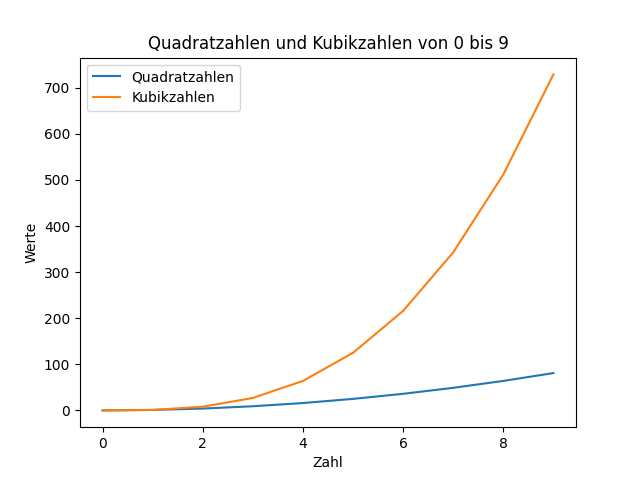 Quadratzahlen und Kubikzahlen von 0 bis 9
Quadratzahlen
Kubikzahlen
Werte
700
600
500
400
300
200
100
0
0 2 4 6 8
Zahl